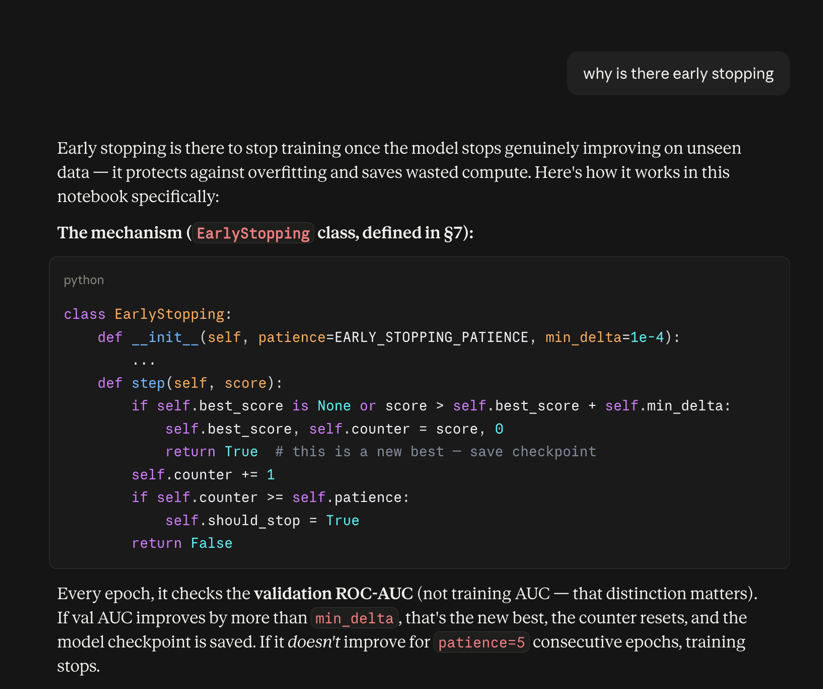 why is there early stopping
Early stopping is there to stop training once the model stops genuinely improving on unseen
data — it protects against overfitting and saves wasted compute. Here's how it works in this
notebook specifically:
The mechanism ( EarlyStopping class, defined in §7):
python
class EarlyStopping:
    def __init__(self, patience=EARLY_STOPPING_PATIENCE, min_delta=1e-4):
        ...
    def step(self, score):
        if self.best_score is None or score > self.best_score + self.min_delta:
            self.best_score, self.counter = score, 0
            return True  # this is a new best — save checkpoint
        self.counter += 1
        if self.counter >= self.patience:
            self.should_stop = True
        return False
Every epoch, it checks the validation ROC-AUC (not training AUC — that distinction matters).
If val AUC improves by more than min_delta, that's the new best, the counter resets, and the
model checkpoint is saved. If it doesn't improve for patience=5 consecutive epochs, training
stops.